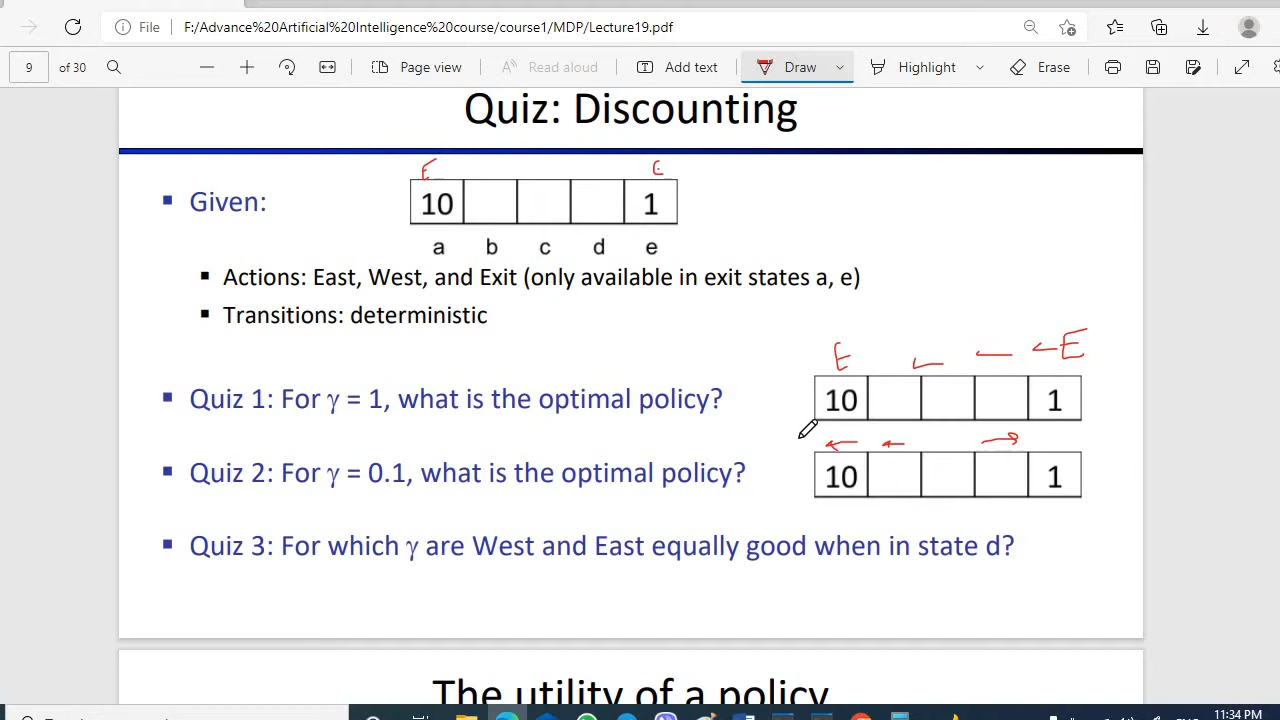 File F:/Advance%20Artificial%20Intelligence%20course/course1/MDP/Lecture19.pdf
9 of 30 Page view Read aloud Add text Draw Highlight Erase
Quiz: Discounting
E E
Given: 10 1
a b c d e
Actions: East, West, and Exit (only available in exit states a, e)
Transitions: deterministic
E ← ← ←E
Quiz 1: For γ = 1, what is the optimal policy? 10 1
← ← →
Quiz 2: For γ = 0.1, what is the optimal policy? 10 1
Quiz 3: For which γ are West and East equally good when in state d?
The utility of a policy
11:34 PM